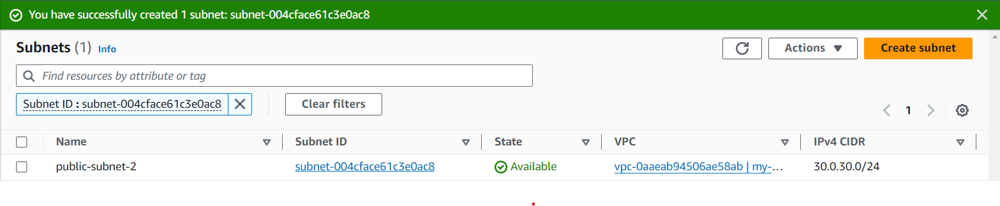 You have successfully created 1 subnet: subnet-004cface61c3e0ac8
Subnets (1) Info
Actions
Create subnet
Find resources by attribute or tag
Subnet ID : subnet-004cface61c3e0ac8
Clear filters
1
Name Subnet ID State VPC IPv4 CIDR
public-subnet-2 subnet-004cface61c3e0ac8 Available vpc-0aaeab94506ae58ab | my-... 30.0.30.0/24